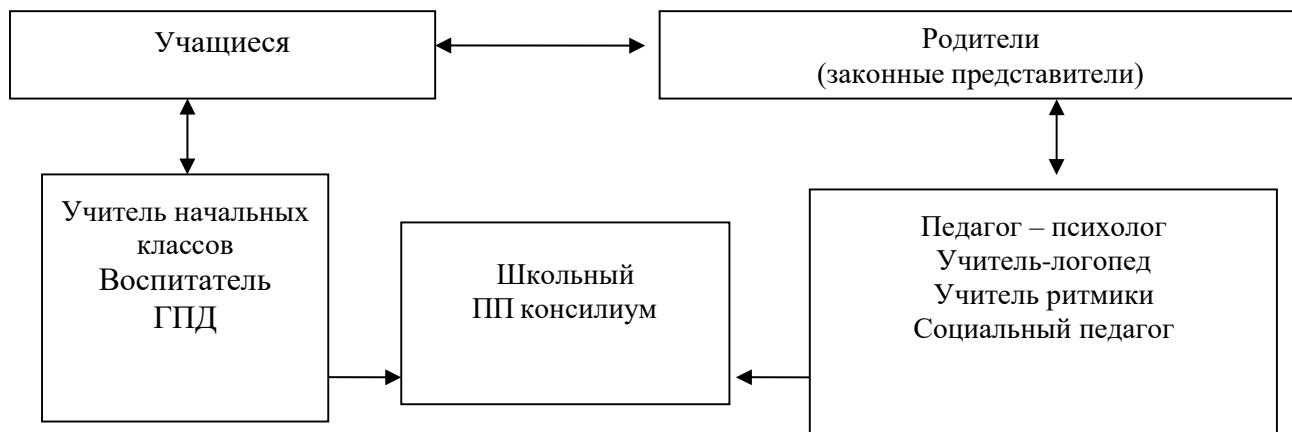 Учащиеся
Родители
(законные представители)
Учитель начальных
классов
Воспитатель
ГПД
Школьный
ПП консилиум
Педагог – психолог
Учитель-логопед
Учитель ритмики
Социальный педагог